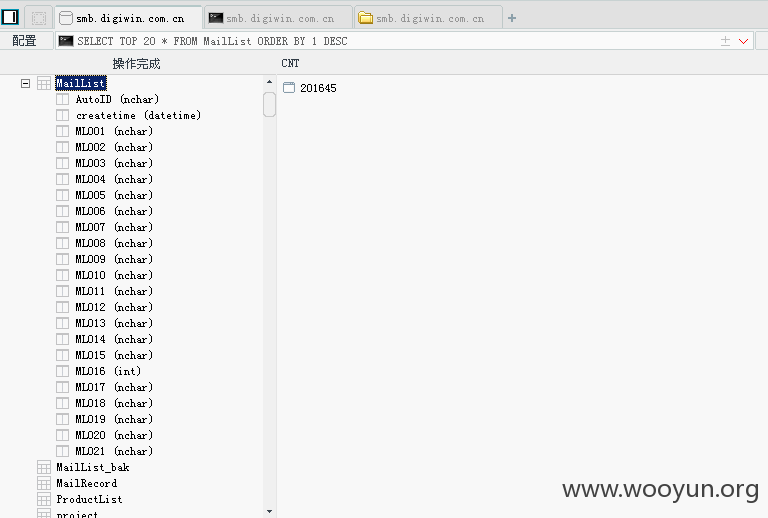 smb.digiwin.com.cn
smb.digiwin.com.cn
smb.digiwin.com.cn
配置
SELECT TOP 20 * FROM MailList ORDER BY 1 DESC
操作完成
CNT
MailList
201645
AutoID (nchar)
createtime (datetime)
ML001 (nchar)
ML002 (nchar)
ML003 (nchar)
ML004 (nchar)
ML005 (nchar)
ML006 (nchar)
ML007 (nchar)
ML008 (nchar)
ML009 (nchar)
ML010 (nchar)
ML011 (nchar)
ML012 (nchar)
ML013 (nchar)
ML014 (nchar)
ML015 (nchar)
ML016 (int)
ML017 (nchar)
ML018 (nchar)
ML019 (nchar)
ML020 (nchar)
ML021 (nchar)
MailList_bak
MailRecord
ProductList
project
www.wooyun.org